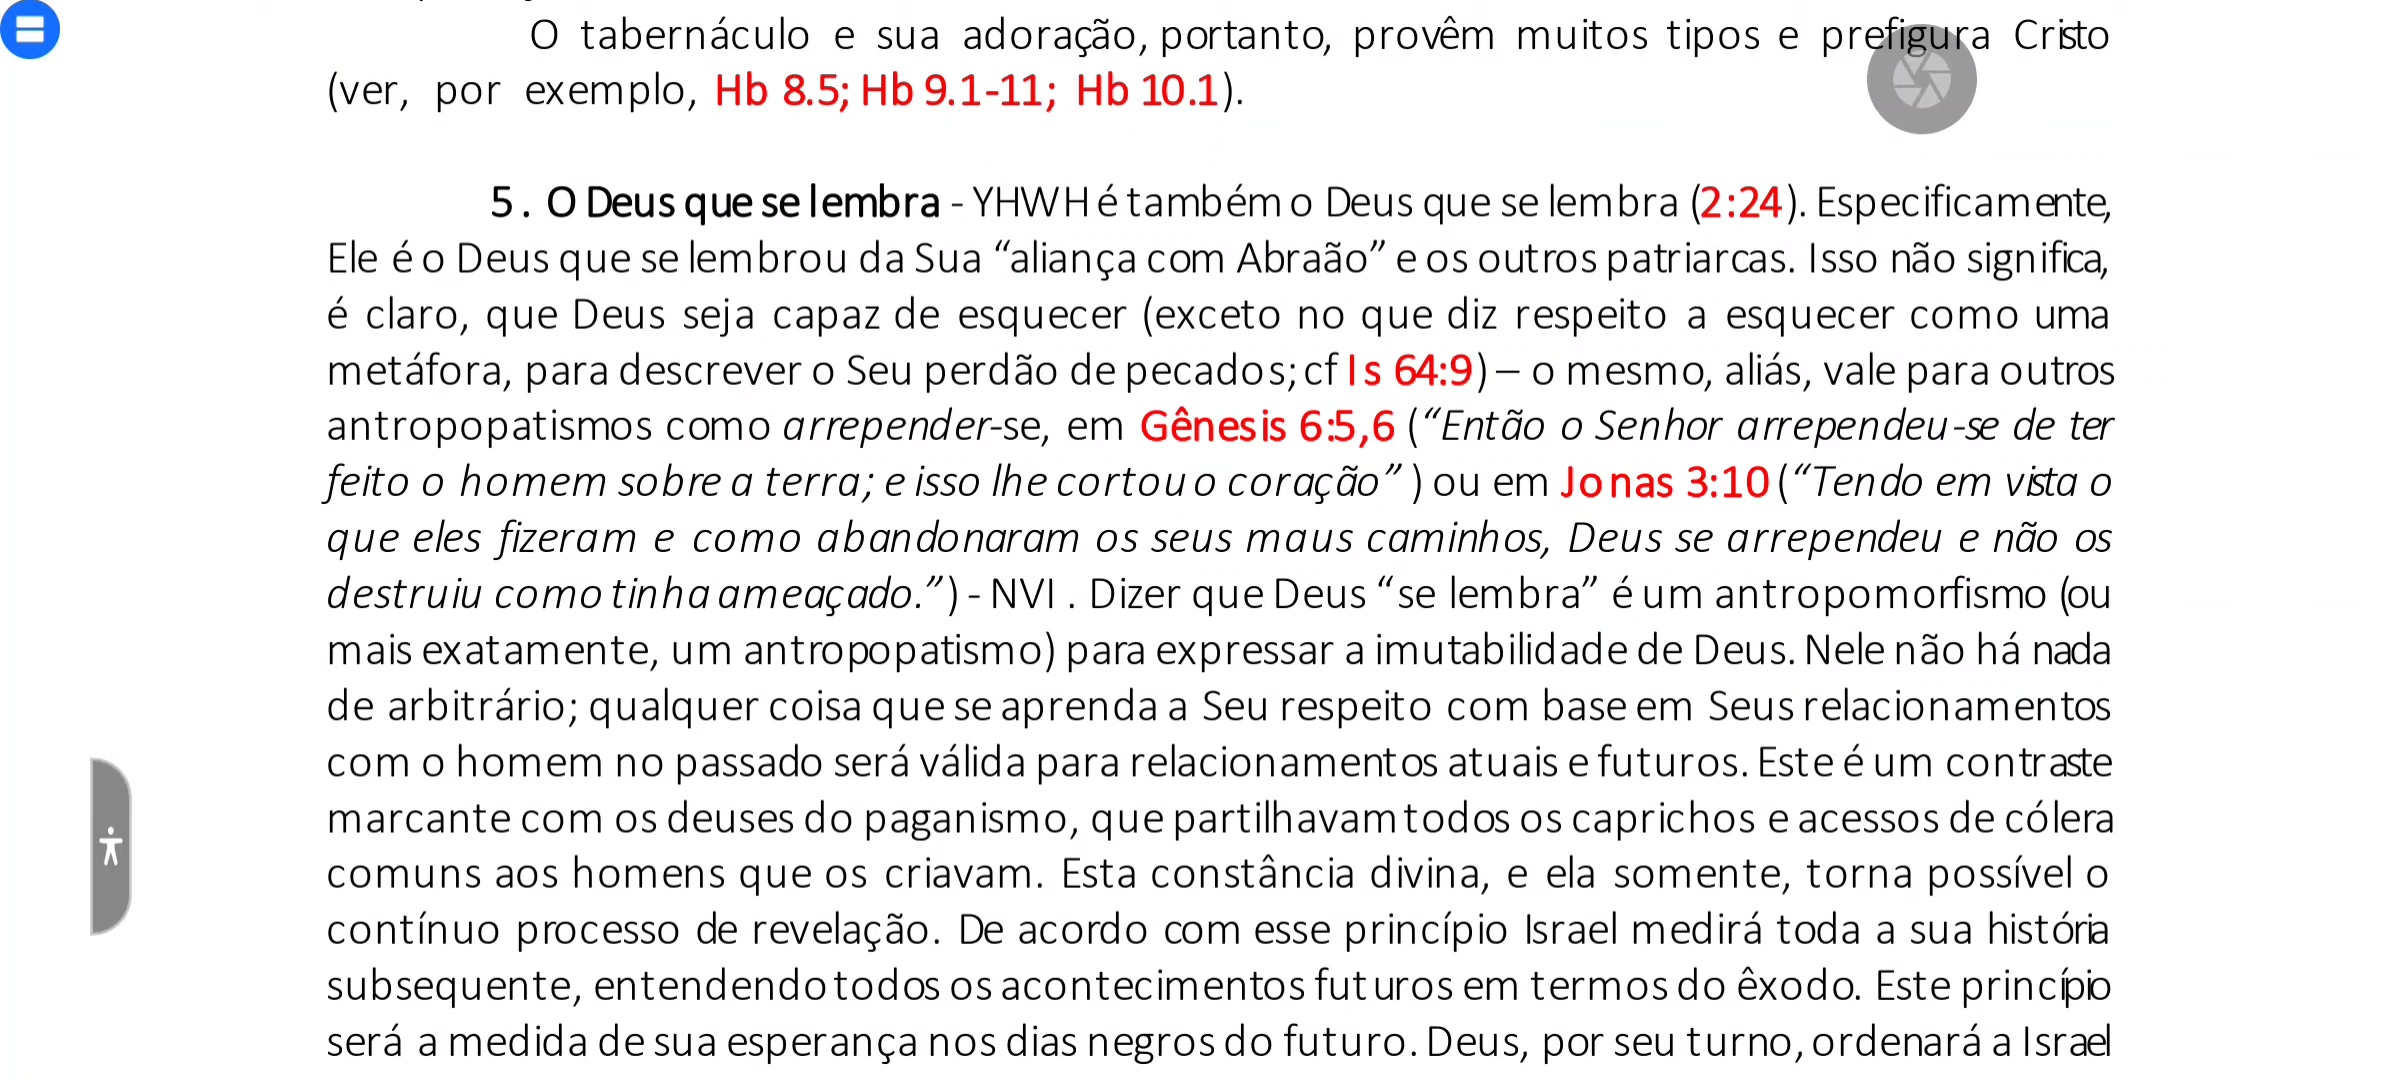 O tabernáculo e sua adoração, portanto, provêm muitos tipos e prefigura Cristo
(ver, por exemplo, Hb 8.5; Hb 9.1-11; Hb 10.1).
5. O Deus que se lembra - YHWH é também o Deus que se lembra (2:24). Especificamente,
Ele é o Deus que se lembrou da Sua “aliança com Abraão” e os outros patriarcas. Isso não significa,
é claro, que Deus seja capaz de esquecer (exceto no que diz respeito a esquecer como uma
metáfora, para descrever o Seu perdão de pecados; cf Is 64:9) – o mesmo, aliás, vale para outros
antropopatismos como arrepender-se, em Gênesis 6:5,6 (“Então o Senhor arrependeu-se de ter
feito o homem sobre a terra; e isso lhe cortou o coração”) ou em Jonas 3:10 (“Tendo em vista o
que eles fizeram e como abandonaram os seus maus caminhos, Deus se arrependeu e não os
destruiu como tinha ameaçado.”) - NVI . Dizer que Deus “se lembra” é um antropomorfismo (ou
mais exatamente, um antropopatismo) para expressar a imutabilidade de Deus. Nele não há nada
de arbitrário; qualquer coisa que se aprenda a Seu respeito com base em Seus relacionamentos
com o homem no passado será válida para relacionamentos atuais e futuros. Este é um contraste
marcante com os deuses do paganismo, que partilhavam todos os caprichos e acessos de cólera
comuns aos homens que os criavam. Esta constância divina, e ela somente, torna possível o
contínuo processo de revelação. De acordo com esse princípio Israel medirá toda a sua história
subsequente, entendendo todos os acontecimentos futuros em termos do êxodo. Este princípio
será a medida de sua esperança nos dias negros do futuro. Deus, por seu turno, ordenará a Israel